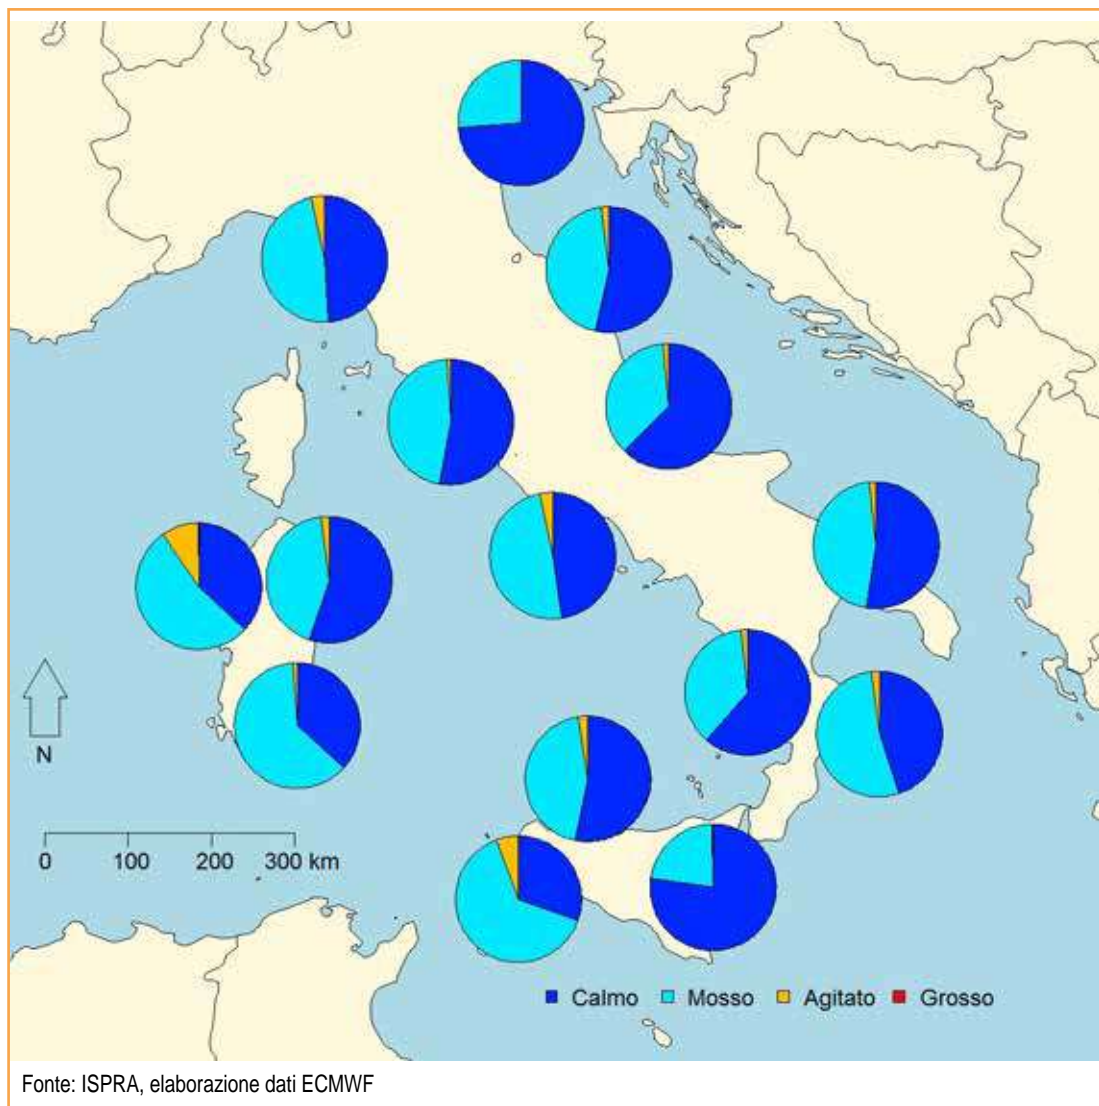 N
0 100 200 300 km
Calmo Mosso Agitato Grosso
Fonte: ISPRA, elaborazione dati ECMWF